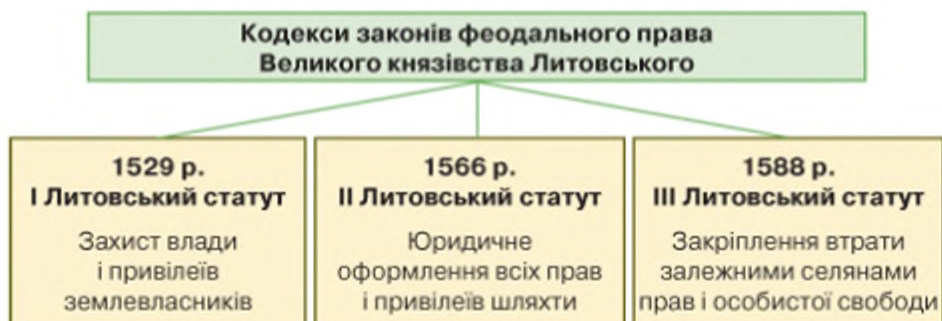 Кодекси законів феодального права
Великого князівства Литовського
1529 р.
І Литовський статут
Захист влади
і привілеїв
землевласників
1566 р.
ІІ Литовський статут
Юридичне
оформлення всіх прав
і привілеїв шляхти
1588 р.
ІІІ Литовський статут
Закріплення втрати
залежними селянами
прав і особистої свободи